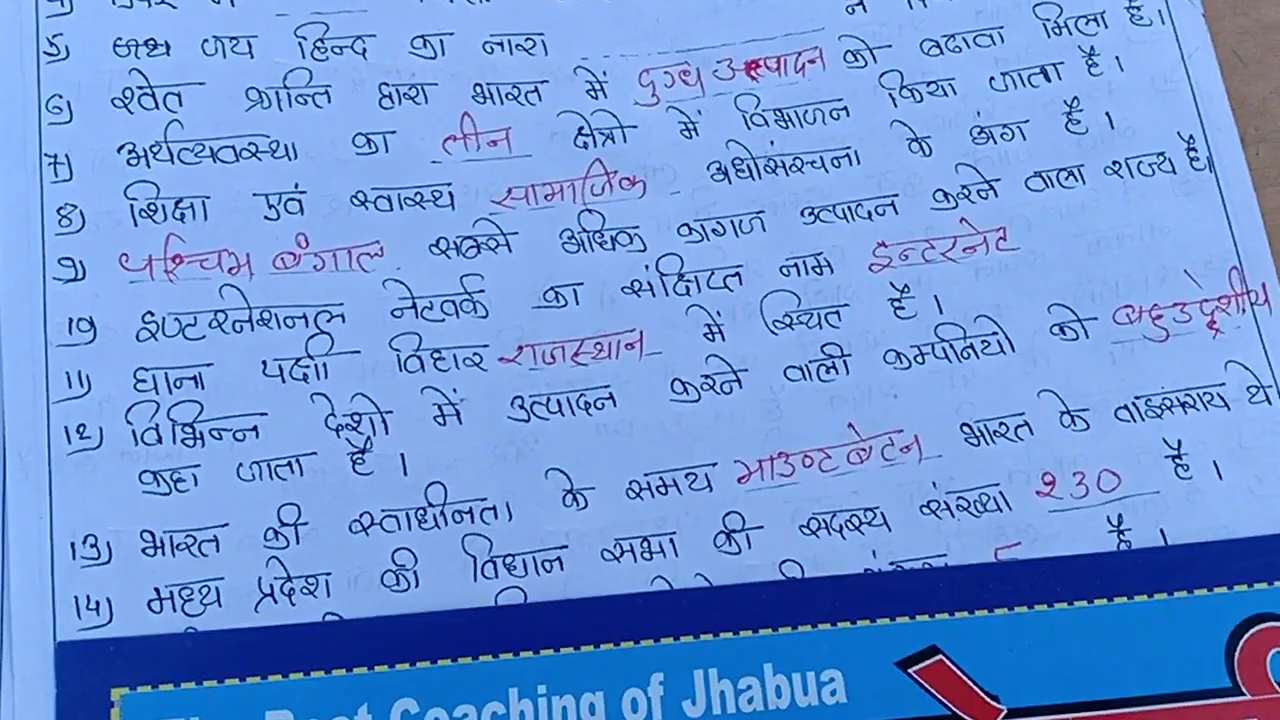 5) जय हिन्द का नारा
6) श्वेत क्रान्ति द्वारा भारत में दुग्ध उत्पादन को बढावा मिला है।
7) अर्थव्यवस्था का तीन क्षेत्रो में विभाजन किया जाता है।
8) शिक्षा एवं स्वास्थ सामाजिक अधोसंरचना के अंग है।
9) पश्चिम बंगाल सबसे अधिक कागज उत्पादन करने वाला राज्य है।
10) इण्टरनेशनल नेटवर्क का संक्षिप्त नाम इन्टरनेट
11) घाना पक्षी विहार राजस्थान में स्थित है।
12) विभिन्न देशो में उत्पादन करने वाली कम्पनियो को बहुउद्देशीय
कहा जाता है।
13) भारत की स्वाधीनता के समय माउण्टबेटन भारत के वाइसराय थे
14) मध्य प्रदेश की विधान सभा की सदस्य संख्या 230 है।
है।
Coaching of Jhabua